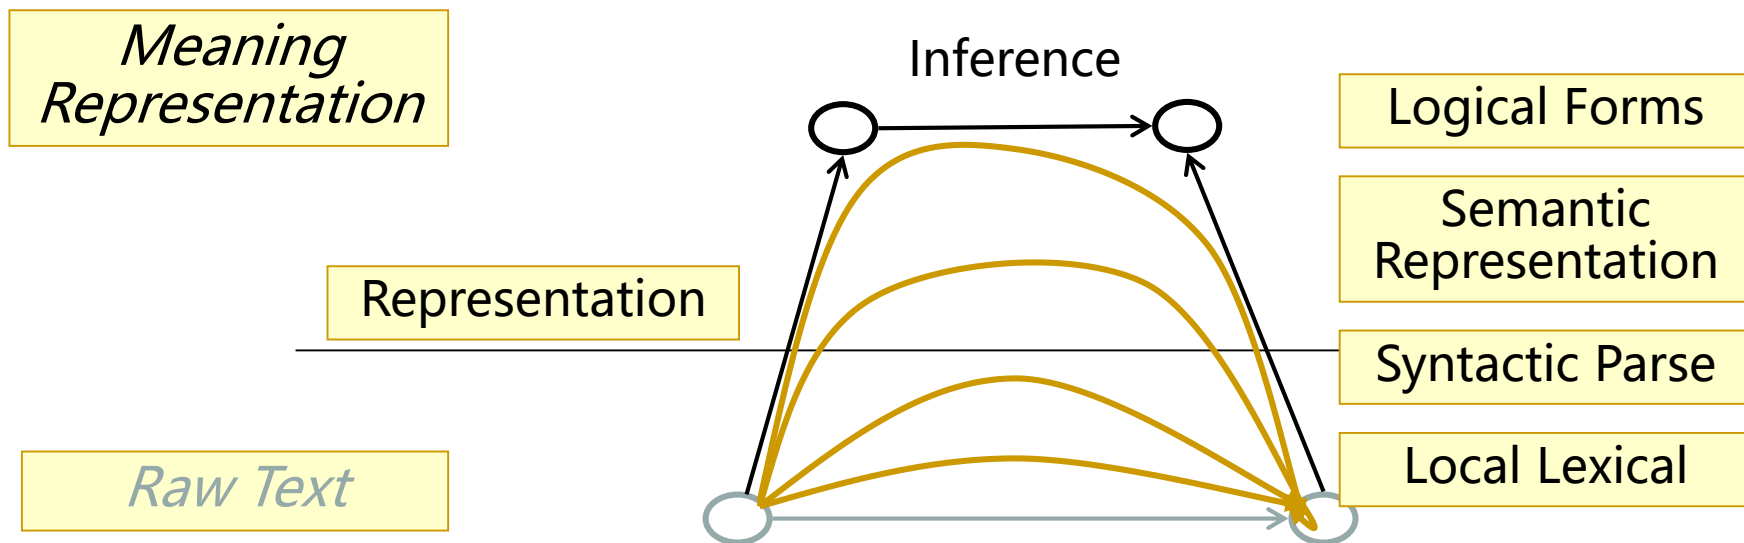 Meaning
Representation
Inference
Logical Forms
Semantic
Representation
Representation
Syntactic Parse
Local Lexical
Raw Text